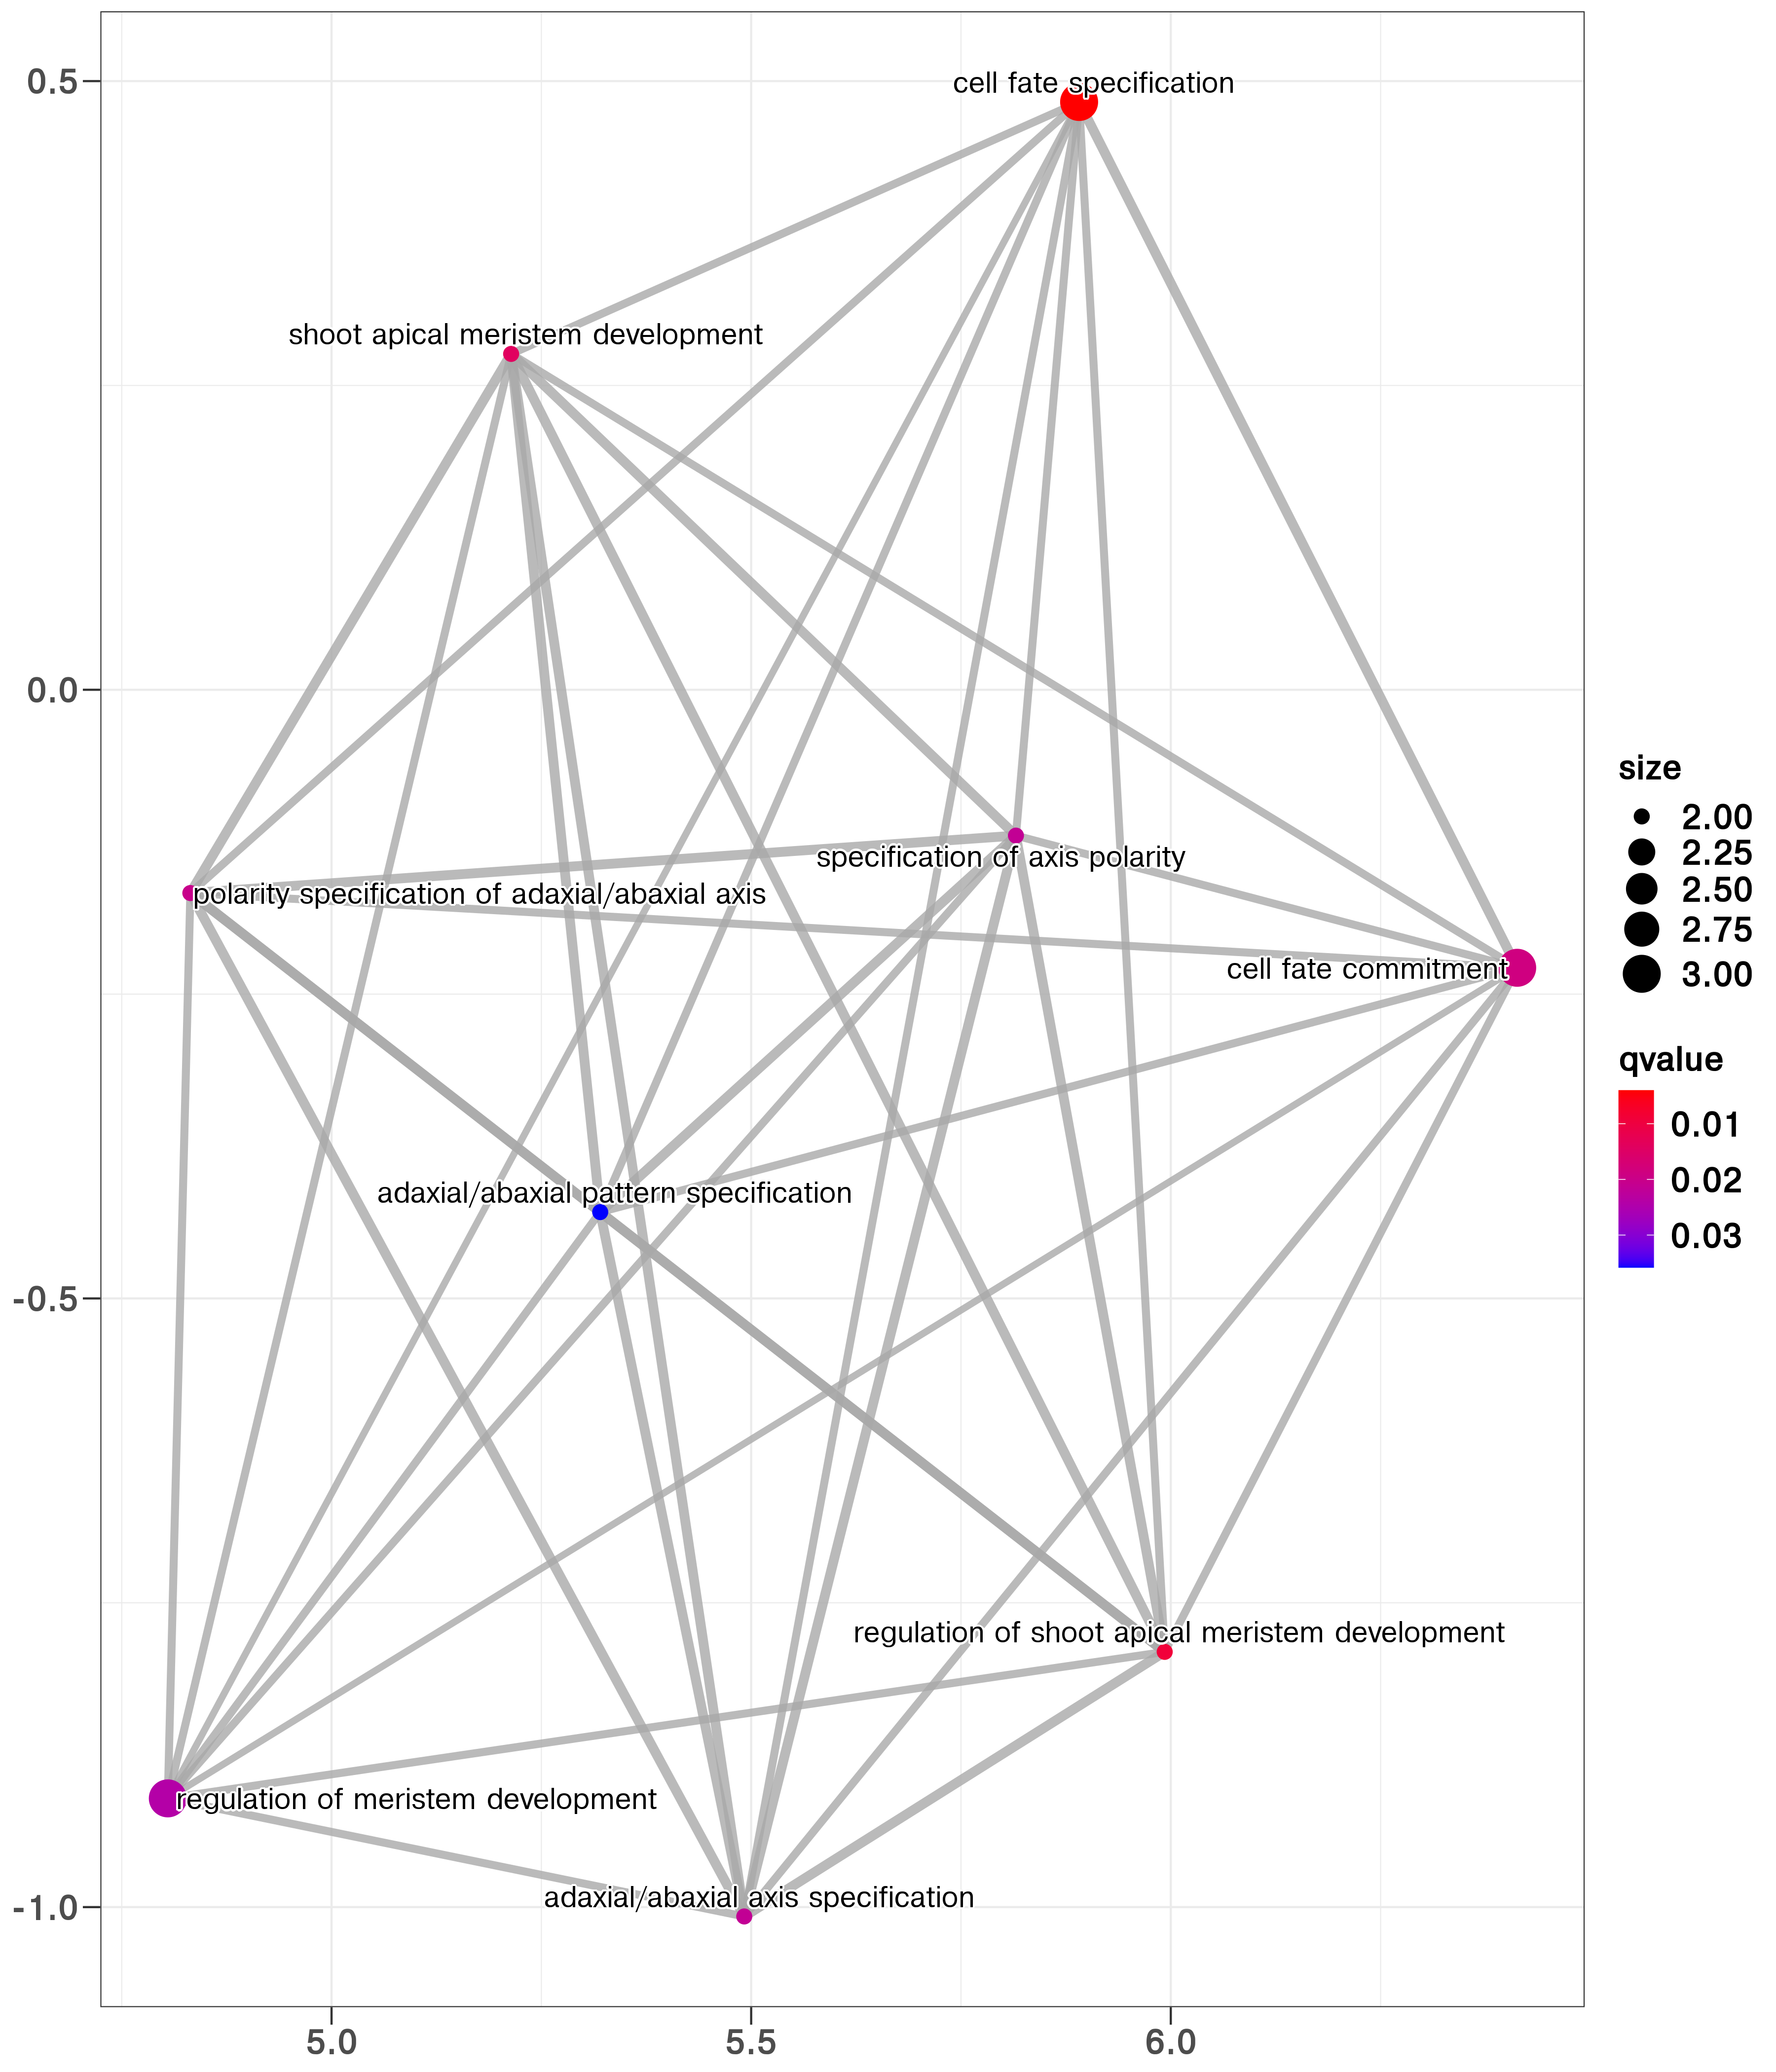 0.5
cell fate specification
shoot apical meristem development
0.0
specification of axis polarity
polarity specification of adaxial/abaxial axis
cell fate commitment
adaxial/abaxial pattern specification
-0.5
regulation of shoot apical meristem development
regulation of meristem development
adaxial/abaxial axis specification
-1.0
5.0
5.5
6.0
size
2.00
2.25
2.50
2.75
3.00
qvalue
0.01
0.02
0.03